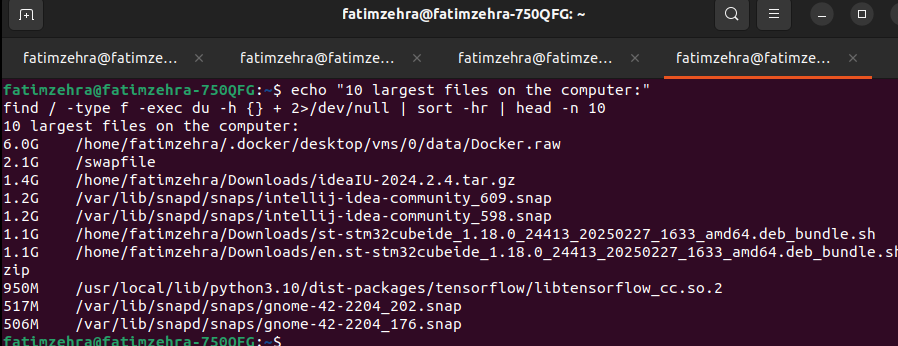 fatimzehra@fatimzehra-750QFG: ~
fatimzehra@fatimze... × fatimzehra@fatimze... × fatimzehra@fatimze... × fatimzehra@fatimze... ×
fatimzehra@fatimzehra-750QFG:~$ echo "10 largest files on the computer:"
find / -type f -exec du -h {} + 2>/dev/null | sort -hr | head -n 10
10 largest files on the computer:
6.0G    /home/fatimzehra/.docker/desktop/vms/0/data/Docker.raw
2.1G    /swapfile
1.4G    /home/fatimzehra/Downloads/ideaIU-2024.2.4.tar.gz
1.2G    /var/lib/snapd/snaps/intellij-idea-community_609.snap
1.2G    /var/lib/snapd/snaps/intellij-idea-community_598.snap
1.1G    /home/fatimzehra/Downloads/st-stm32cubeide_1.18.0_24413_20250227_1633_amd64.deb_bundle.sh
1.1G    /home/fatimzehra/Downloads/en.st-stm32cubeide_1.18.0_24413_20250227_1633_amd64.deb_bundle.sh
zip
950M    /usr/local/lib/python3.10/dist-packages/tensorflow/libtensorflow_cc.so.2
517M    /var/lib/snapd/snaps/gnome-42-2204_202.snap
506M    /var/lib/snapd/snaps/gnome-42-2204_176.snap
fatimzehra@fatimzehra-750QFG:~$